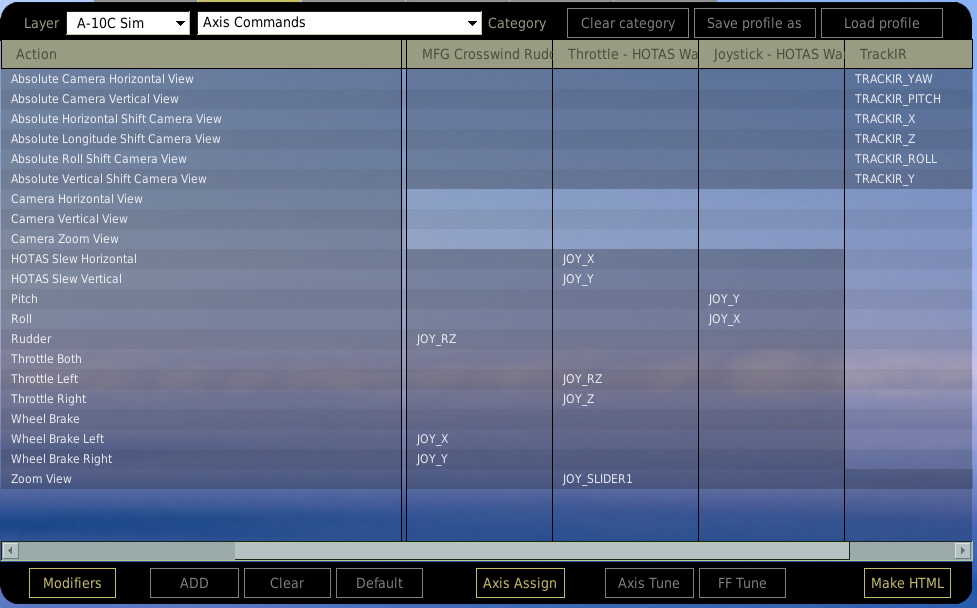 Layer A-10C Sim Axis Commands Category Clear category Save profile as Load profile
Action MFG Crosswind Rudd Throttle - HOTAS Wa Joystick - HOTAS Wa TrackIR
Absolute Camera Horizontal View TRACKIR_YAW
Absolute Camera Vertical View TRACKIR_PITCH
Absolute Horizontal Shift Camera View TRACKIR_X
Absolute Longitude Shift Camera View TRACKIR_Z
Absolute Roll Shift Camera View TRACKIR_ROLL
Absolute Vertical Shift Camera View TRACKIR_Y
Camera Horizontal View
Camera Vertical View
Camera Zoom View
HOTAS Slew Horizontal JOY_X
HOTAS Slew Vertical JOY_Y
Pitch JOY_Y
Roll JOY_X
Rudder JOY_RZ
Throttle Both
Throttle Left JOY_RZ
Throttle Right JOY_Z
Wheel Brake
Wheel Brake Left JOY_X
Wheel Brake Right JOY_Y
Zoom View JOY_SLIDER1
Modifiers ADD Clear Default Axis Assign Axis Tune FF Tune Make HTML